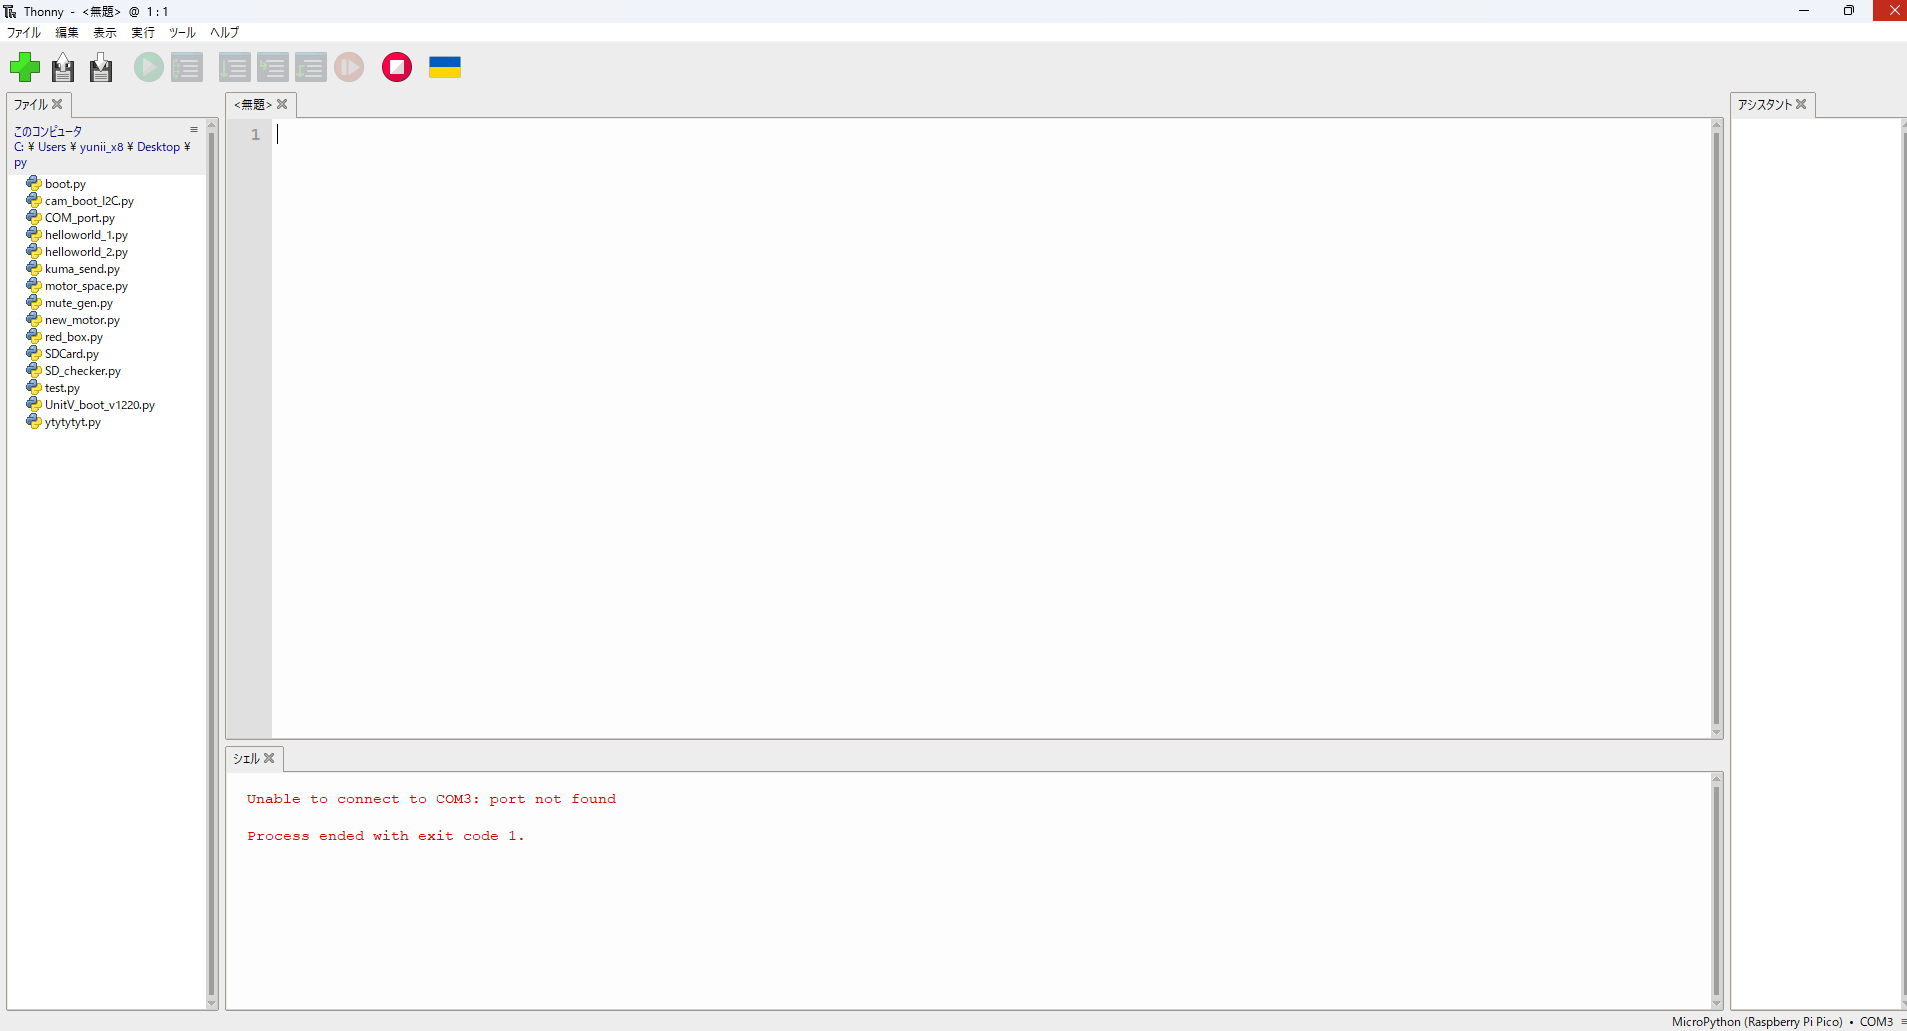 Thonny - <無題> @ 1:1
ファイル 編集 表示 実行 ツール ヘルプ
ファイル
このコンピュータ
C: ¥ Users ¥ yunii_x8 ¥ Desktop ¥
py
boot.py
cam_boot_I2C.py
COM_port.py
helloworld_1.py
helloworld_2.py
kuma_send.py
motor_space.py
mute_gen.py
new_motor.py
red_box.py
SDCard.py
SD_checker.py
test.py
UnitV_boot_v1220.py
ytytytyt.py
<無題>
1
シェル
Unable to connect to COM3: port not found
Process ended with exit code 1.
アシスタント
MicroPython (Raspberry Pi Pico) • COM3